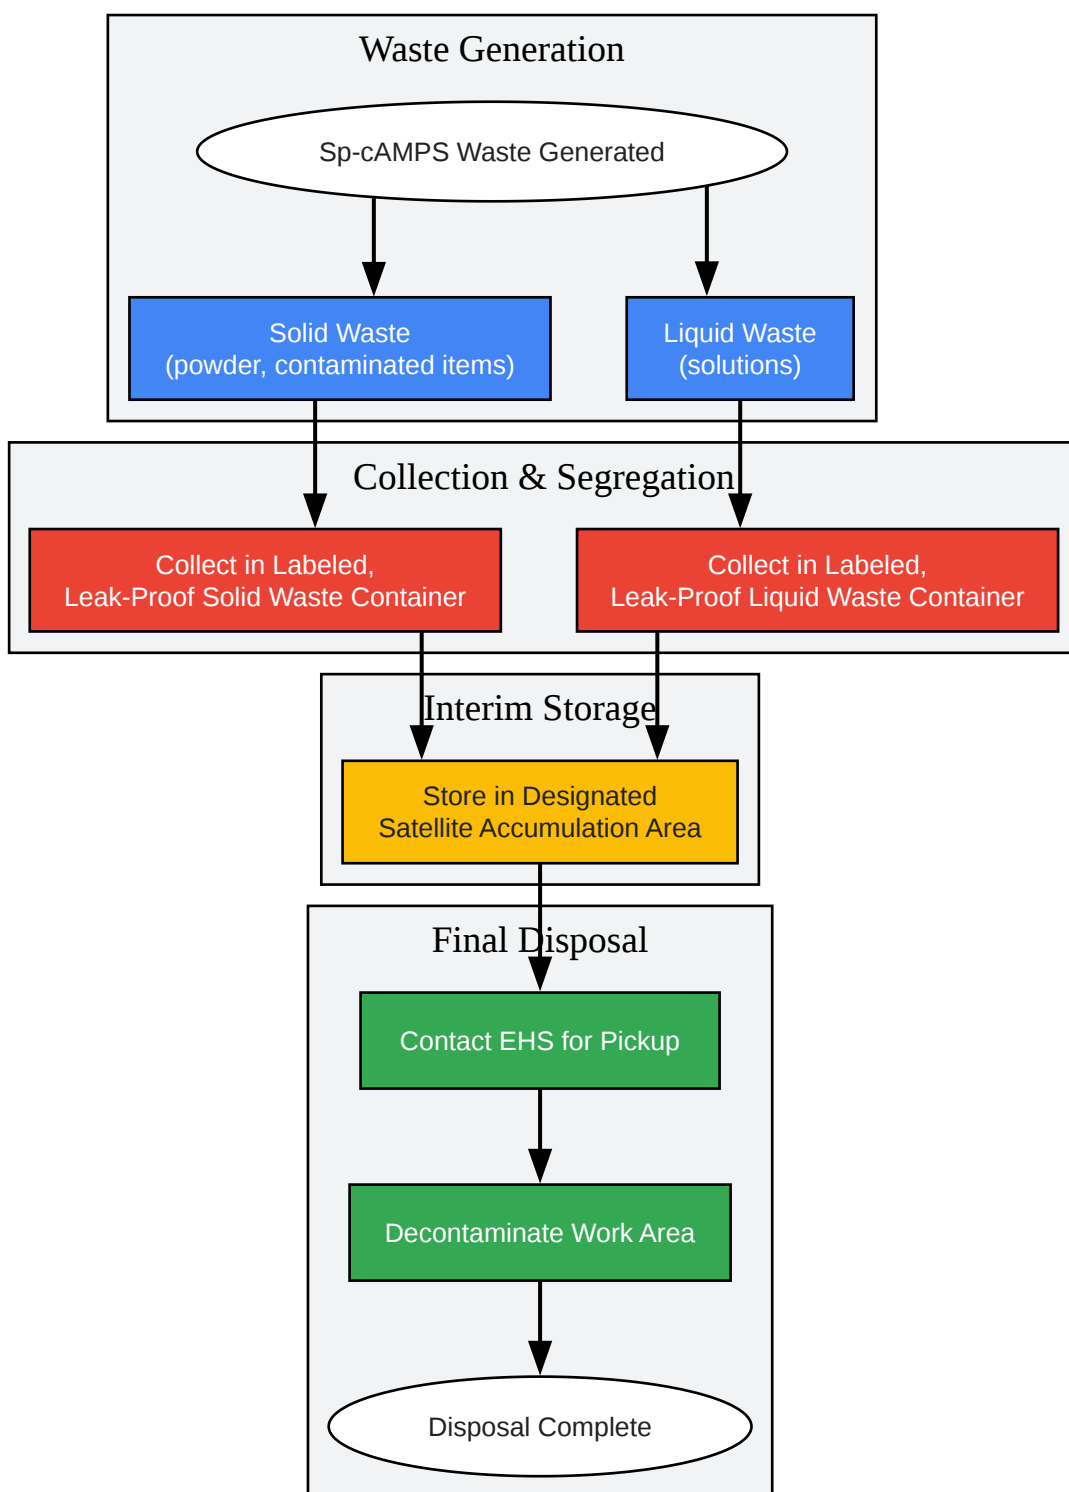 Waste Generation
Sp-cAMPS Waste Generated
Solid Waste
(powder, contaminated items)
Liquid Waste
(solutions)
Collection & Segregation
Collect in Labeled,
Leak-Proof Solid Waste Container
Collect in Labeled,
Leak-Proof Liquid Waste Container
Interim Storage
Store in Designated
Satellite Accumulation Area
Final Disposal
Contact EHS for Pickup
Decontaminate Work Area
Disposal Complete